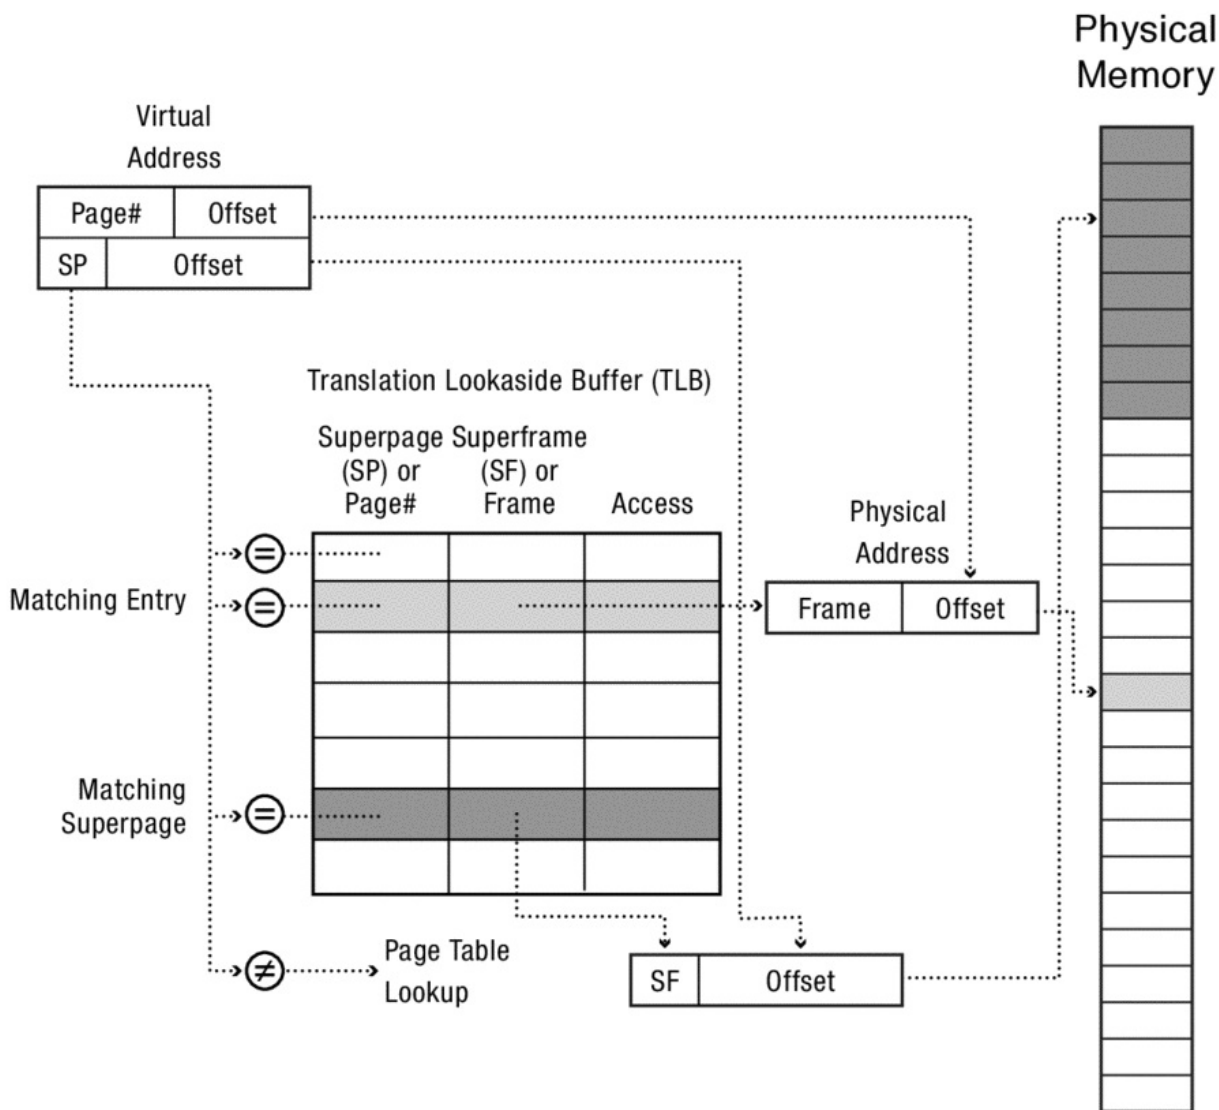 Physical
Memory
Virtual
Address
Page#
Offset
SP
Offset
Translation Lookaside Buffer (TLB)
Superpage Superframe
(SP) or
(SF) or
Page#
Frame
Access
Physical
Address
=
Matching Entry
=
Frame
Offset
Matching
Superpage
=
Page Table
Lookup
≠
SF
Offset